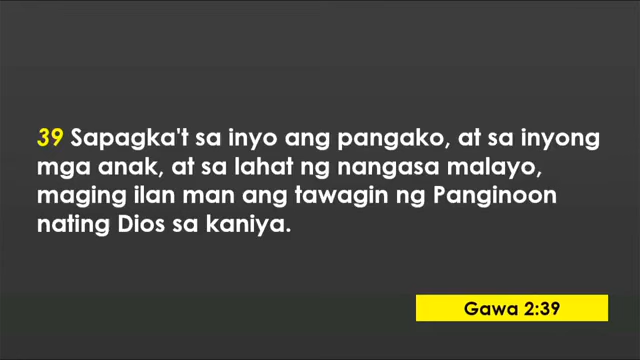 39 Sapagka't sa inyo ang pangako, at sa inyong
mga anak, at sa lahat ng nangasa malayo,
maging ilan man ang tawagin ng Panginoon
nating Dios sa kaniya.
Gawa 2:39